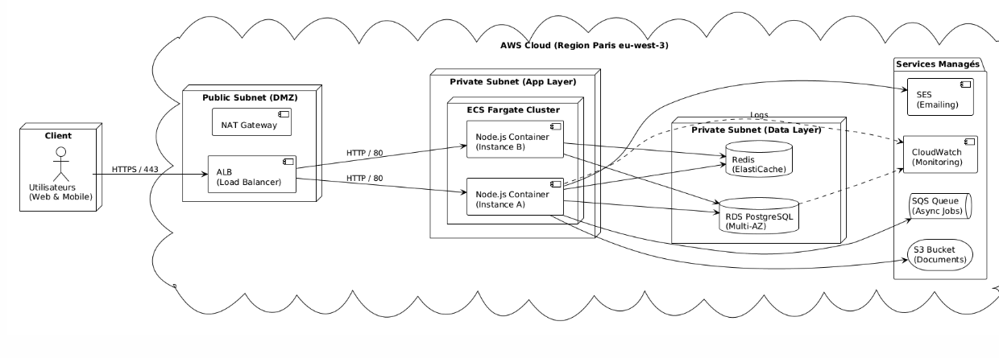 AWS Cloud (Region Paris eu-west-3)
Client
Utilisateurs
(Web & Mobile)
HTTPS / 443
Public Subnet (DMZ)
NAT Gateway
ALB
(Load Balancer)
HTTP / 80
HTTP / 80
Private Subnet (App Layer)
ECS Fargate Cluster
Node.js Container
(Instance B)
Node.js Container
(Instance A)
Logs
Private Subnet (Data Layer)
Redis
(ElastiCache)
RDS PostgreSQL
(Multi-AZ)
Services Managés
SES
(Emailing)
CloudWatch
(Monitoring)
SQS Queue
(Async Jobs)
S3 Bucket
(Documents)